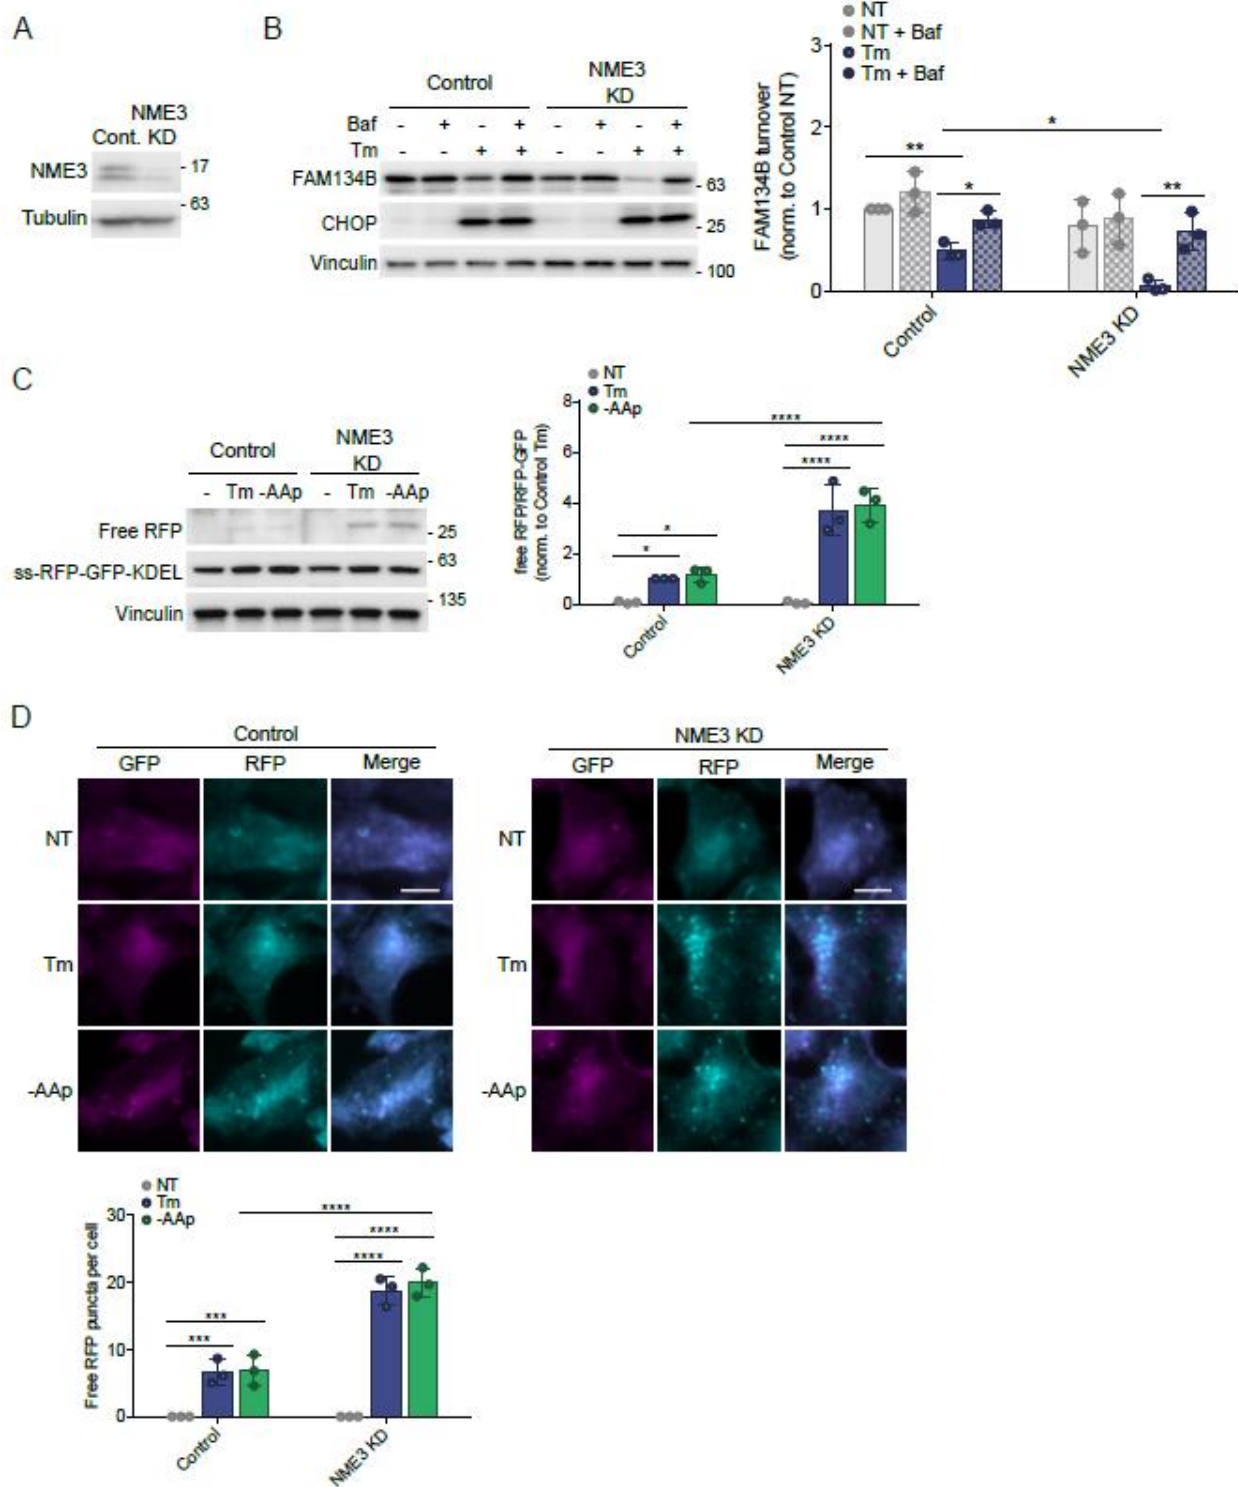 A
NME3
Cont. KD
NME3
- 17
63
Tubulin
B
Control
NME3
KD
Baf - + - + - + - +
Tm - - + + - - + +
FAM134B
- 63
CHOP
- 25
Vinculin
- 100
NT
NT + Baf
Tm
Tm + Baf
FAM134B turnover
(norm. to Control NT)
3
2
1
0
*
**
*
**
Control
NME3 KD
C
Control
NME3
KD
- Tm -AAp - Tm -AAp
Free RFP
- 25
ss-RFP-GFP-KDEL
- 63
Vinculin
- 135
NT
Tm
-AAp
free RFP/RFP-GFP
(norm. to Control Tm)
8
6
4
2
0
****
****
****
*
*
Control
NME3 KD
D
Control
GFP RFP Merge
NT
Tm
-AAp
NME3 KD
GFP RFP Merge
NT
Tm
-AAp
NT
Tm
-AAp
Free RFP puncta per cell
30
20
10
0
****
****
****
***
***
Control
NME3 KD